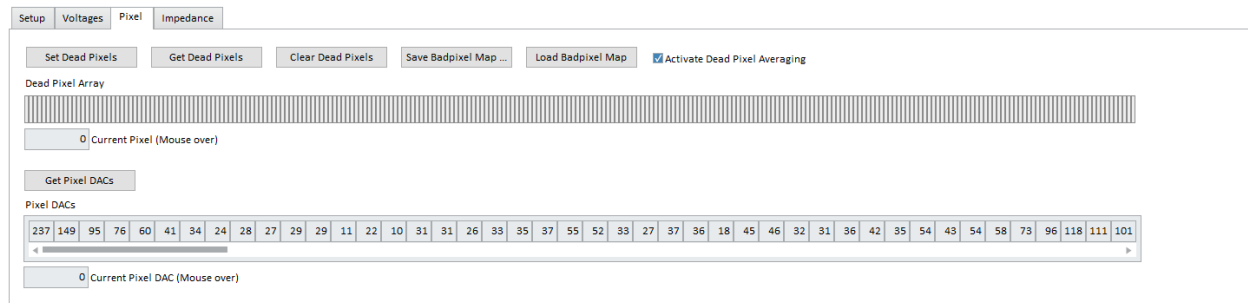 Setup Voltages Pixel Impedance
Set Dead Pixels Get Dead Pixels Clear Dead Pixels Save Badpixel Map ... Load Badpixel Map Activate Dead Pixel Averaging
Dead Pixel Array
0 Current Pixel (Mouse over)
Get Pixel DACs
Pixel DACs
237 149 95 76 60 41 34 24 28 27 29 29 11 22 10 31 31 26 33 35 37 55 52 33 27 37 36 18 45 46 32 31 36 42 35 54 43 54 58 73 96 118 111 101
0 Current Pixel DAC (Mouse over)